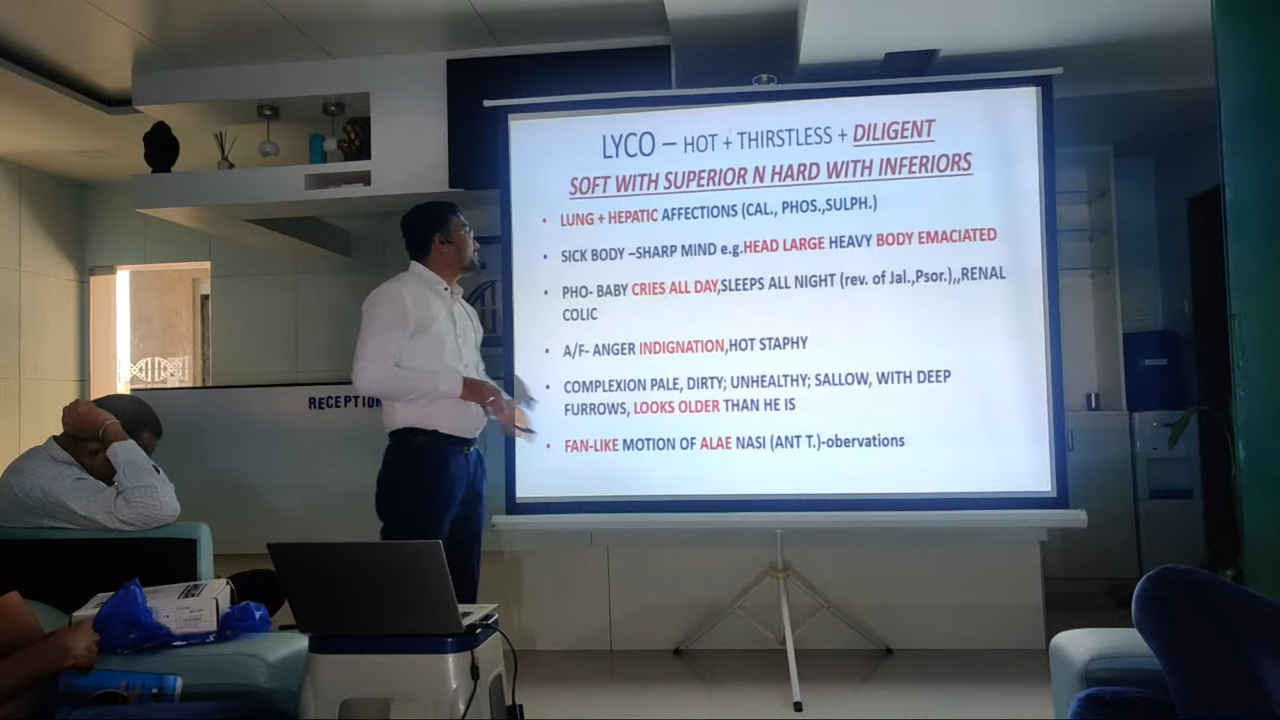 LYCO – HOT + THIRSTLESS + DILIGENT
SOFT WITH SUPERIOR N HARD WITH INFERIORS
• LUNG + HEPATIC AFFECTIONS (CAL., PHOS.,SULPH.)
• SICK BODY –SHARP MIND e.g.HEAD LARGE HEAVY BODY EMACIATED
• PHO- BABY CRIES ALL DAY,SLEEPS ALL NIGHT (rev. of Jal.,Psor.),,RENAL
COLIC
• A/F- ANGER INDIGNATION,HOT STAPHY
• COMPLEXION PALE, DIRTY; UNHEALTHY; SALLOW, WITH DEEP
FURROWS, LOOKS OLDER THAN HE IS
• FAN-LIKE MOTION OF ALAE NASI (ANT T.)-obervations
RECEPTION